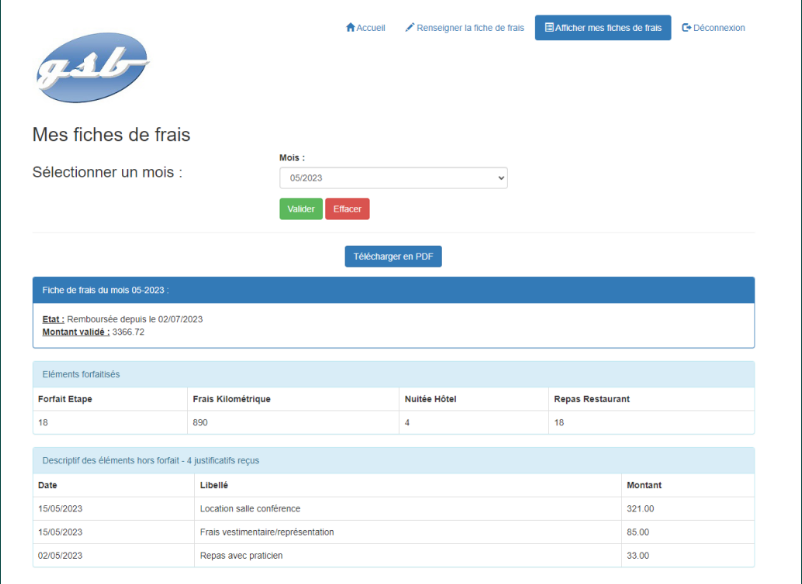 Accueil Renseigner la fiche de frais Afficher mes fiches de frais Déconnexion
gsb
Mes fiches de frais
Mois :
Sélectionner un mois :
05/2023
Valider Effacer
Télécharger en PDF
Fiche de frais du mois 05-2023 :
Etat : Remboursée depuis le 02/07/2023
Montant validé : 3366.72
Eléments forfaitisés
Forfait Etape Frais Kilométrique Nuitée Hôtel Repas Restaurant
18 890 4 18
Descriptif des éléments hors forfait - 4 justificatifs reçus
Date Libellé Montant
15/05/2023 Location salle conférence 321.00
15/05/2023 Frais vestimentaire/représentation 85.00
02/05/2023 Repas avec praticien 33.00